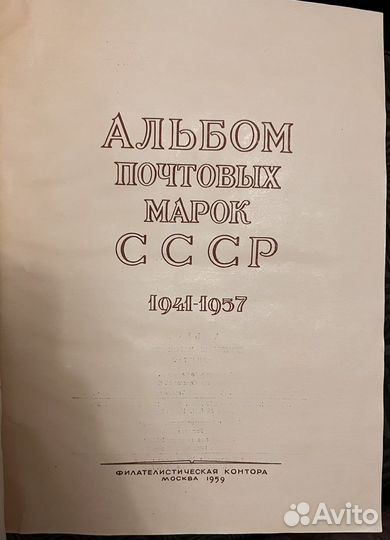 АЛЬБОМ
ПОЧТОВЫХ
МАРОК
СССР
1941-1957
ФИЛАТЕЛИСТИЧЕСКАЯ КОНТОРА
МОСКВА 1959
Avito